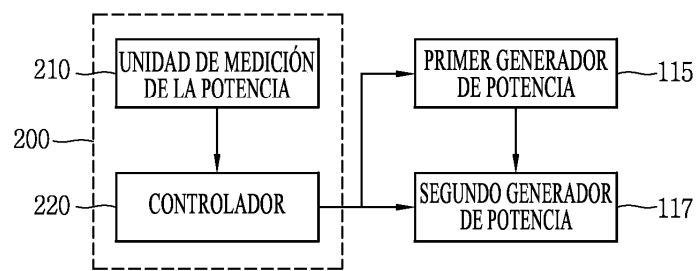 210
UNIDAD DE MEDICIÓN
DE LA POTENCIA
PRIMER GENERADOR
DE POTENCIA
115
200
220
CONTROLADOR
SEGUNDO GENERADOR
DE POTENCIA
117